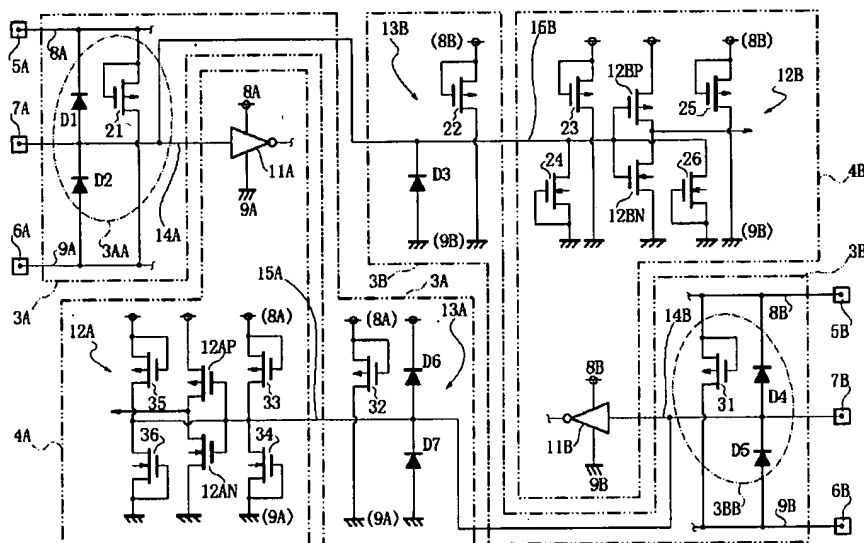 5A
8A
13B
(8B)
15B
(8B)
12BP
(8B)
12B
7A
D1
21
8A
22
23
25
24
26
11A
D2
D3
12BN
4B
6A
9A
14A
9A
(9B)
(9B)
3AA
15A
3B
3B
3A
3A
(8A)
(8A)
13A
14B
8B
5B
12A
12AP
D6
8B
7B
35
33
32
31
D4
36
34
D7
11B
D5
4A
12AN
9B
3BB
9B
6B
(9A)
(9A)